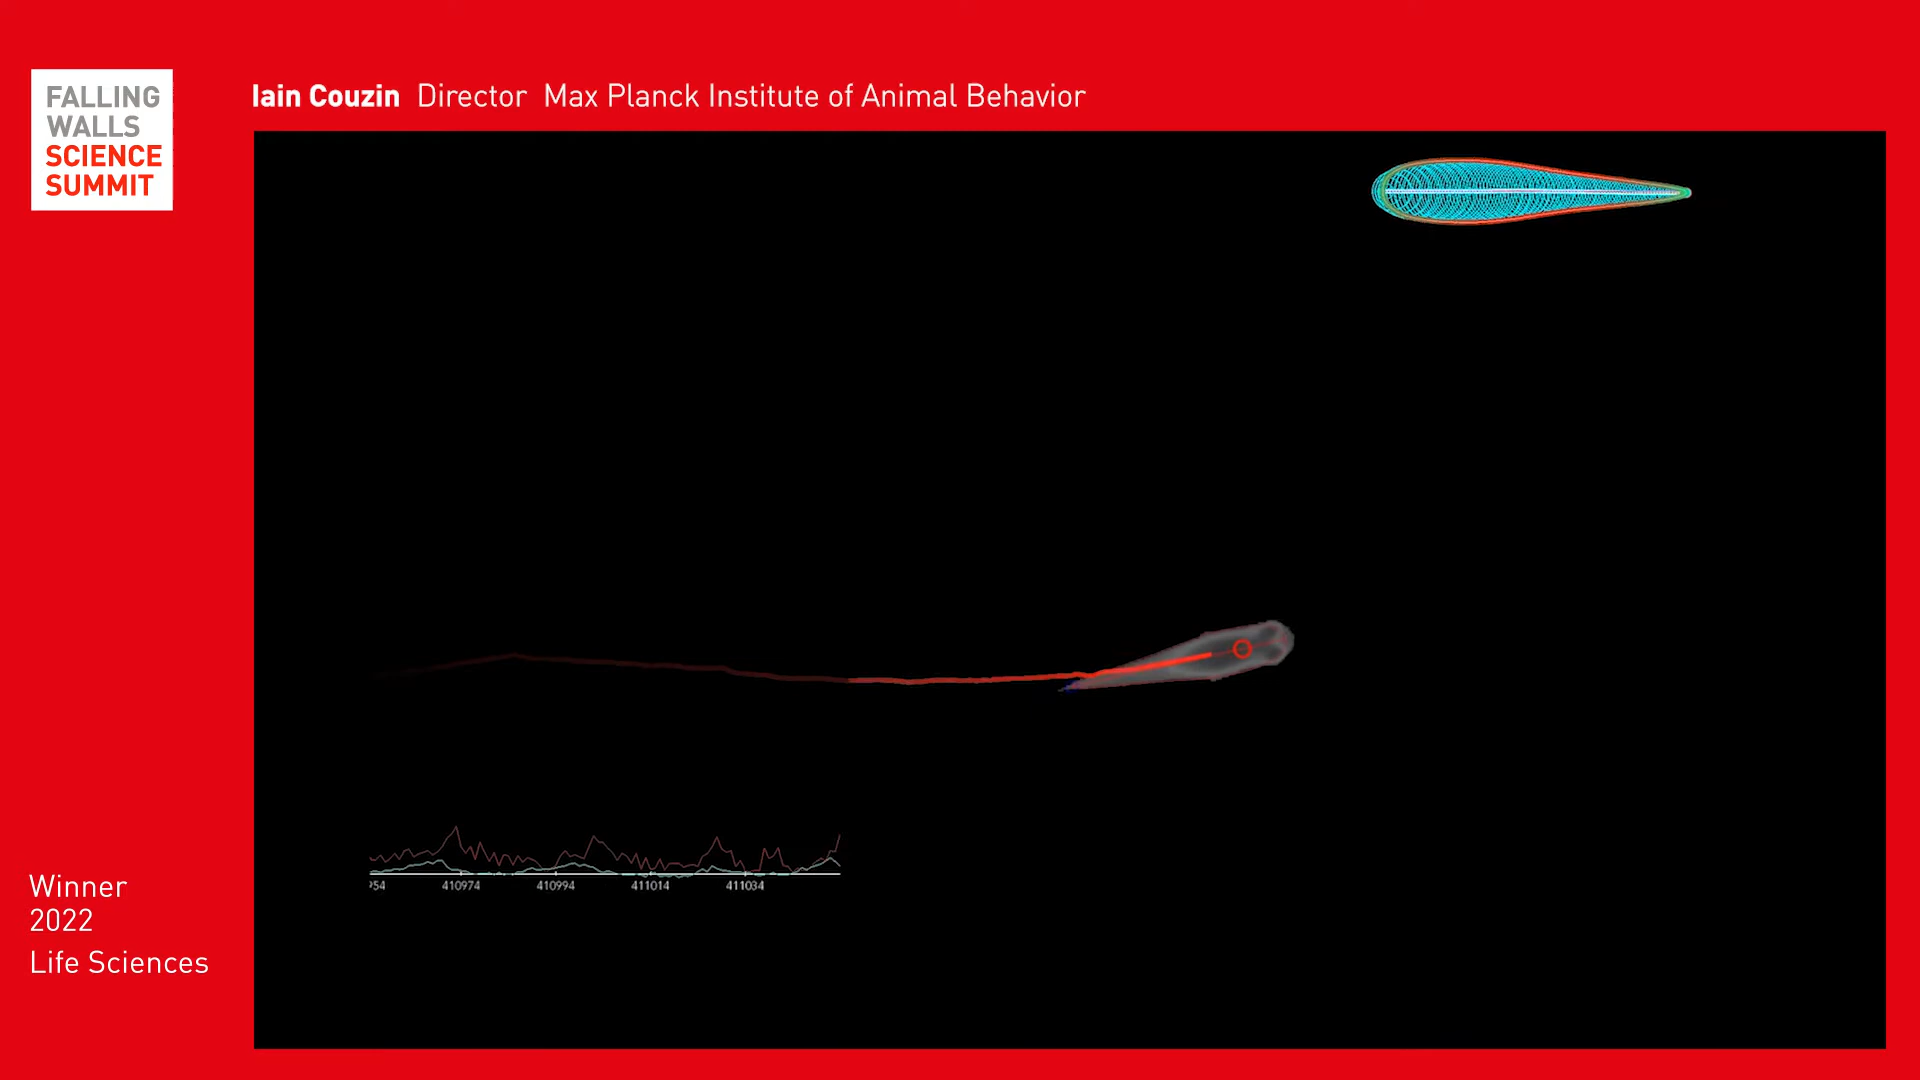 FALLING
WALLS
SCIENCE
SUMMIT
Iain Couzin Director Max Planck Institute of Animal Behavior
410974 410994 411014 411034
Winner
2022
Life Sciences